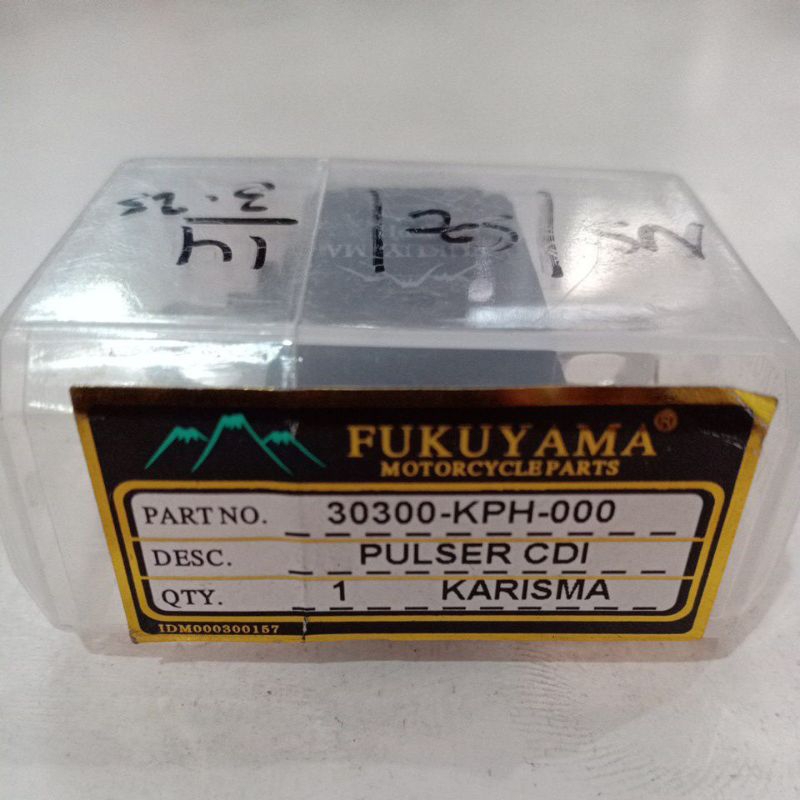 FUKUYAMA®
MOTORCYCLE PARTS
PART NO. 30300-KPH-000
DESC. PULSER CDI
QTY. 1 KARISMA
IDM000300157